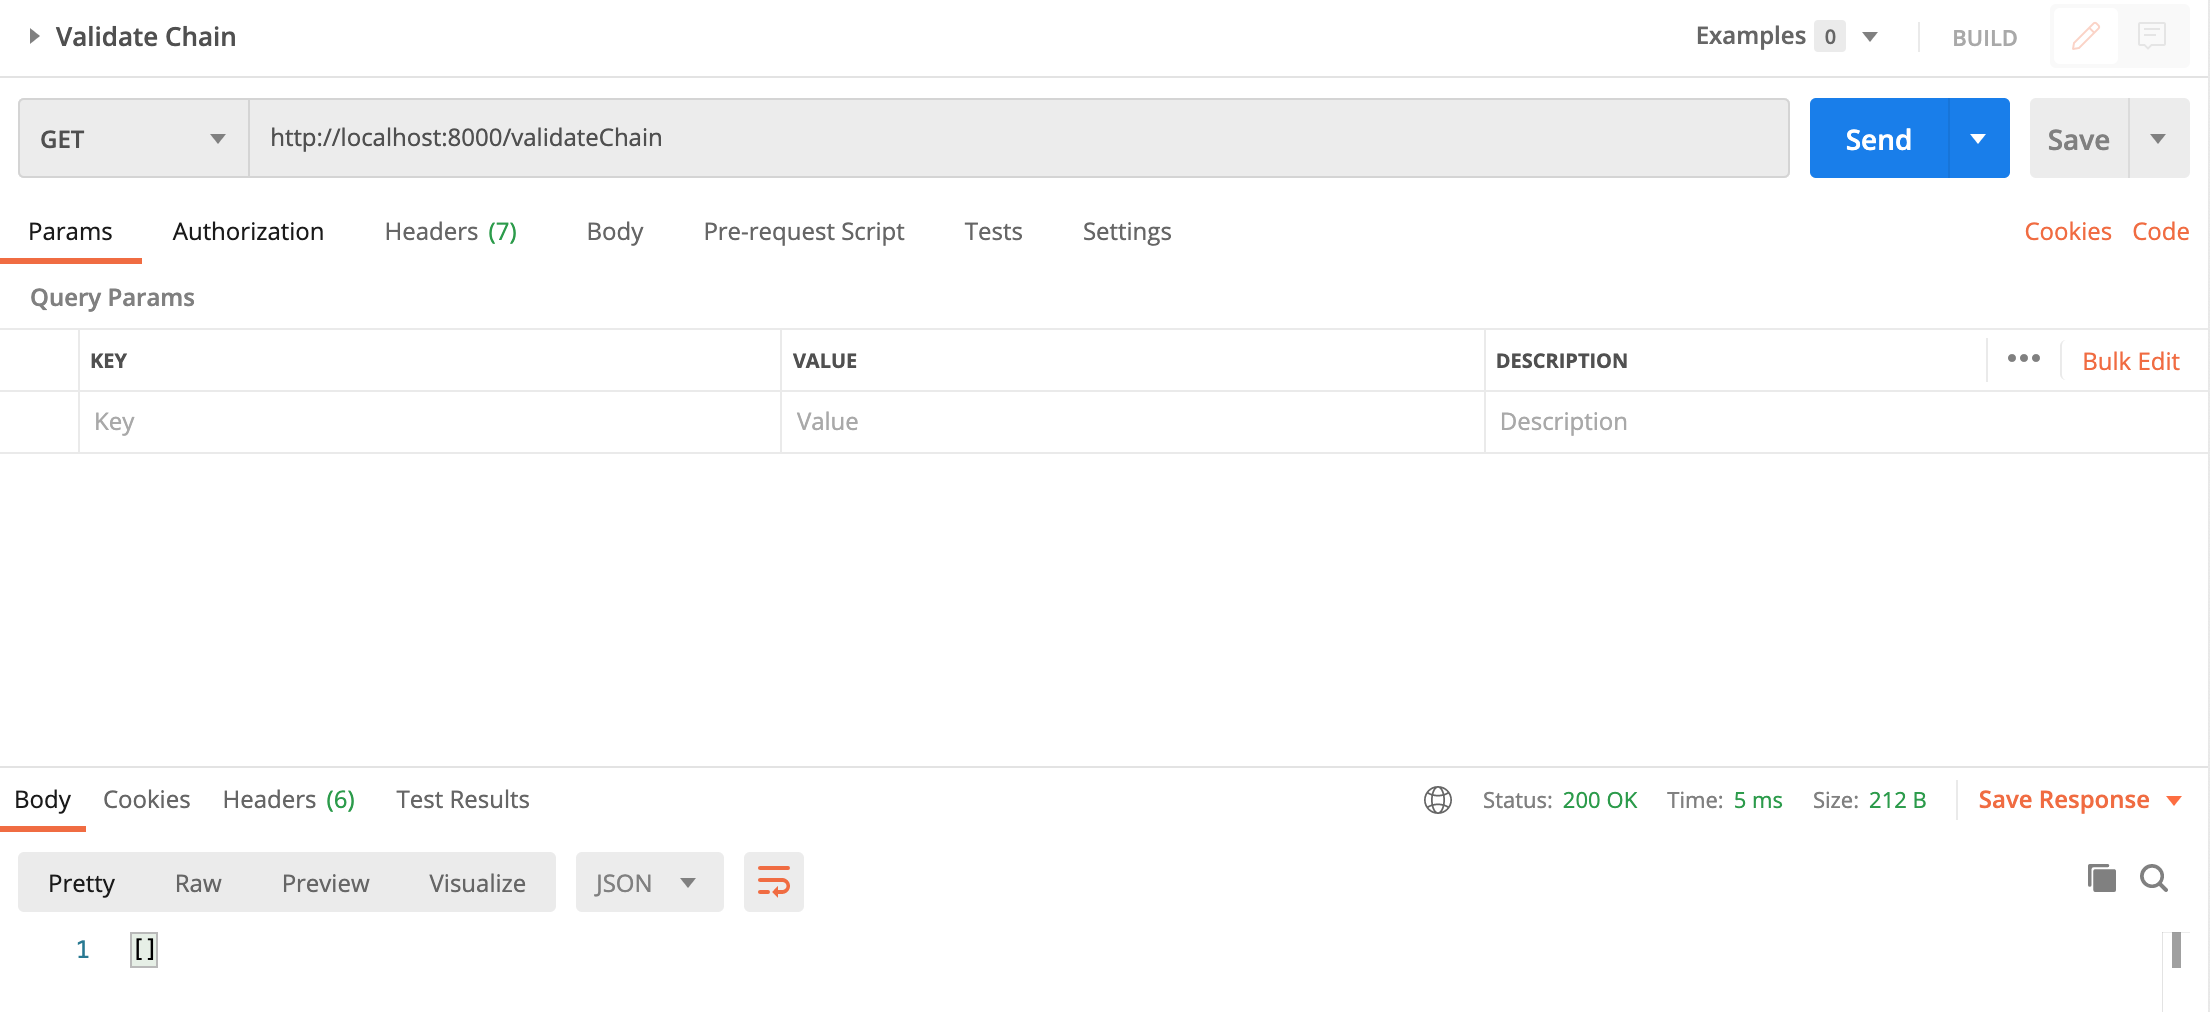 Validate Chain
Examples 0
BUILD
GET
http://localhost:8000/validateChain
Send
Save
Params Authorization Headers (7) Body Pre-request Script Tests Settings Cookies Code
Query Params
KEY VALUE DESCRIPTION Bulk Edit
Key Value Description
Body Cookies Headers (6) Test Results Status: 200 OK Time: 5 ms Size: 212 B Save Response
Pretty Raw Preview Visualize JSON
1 []